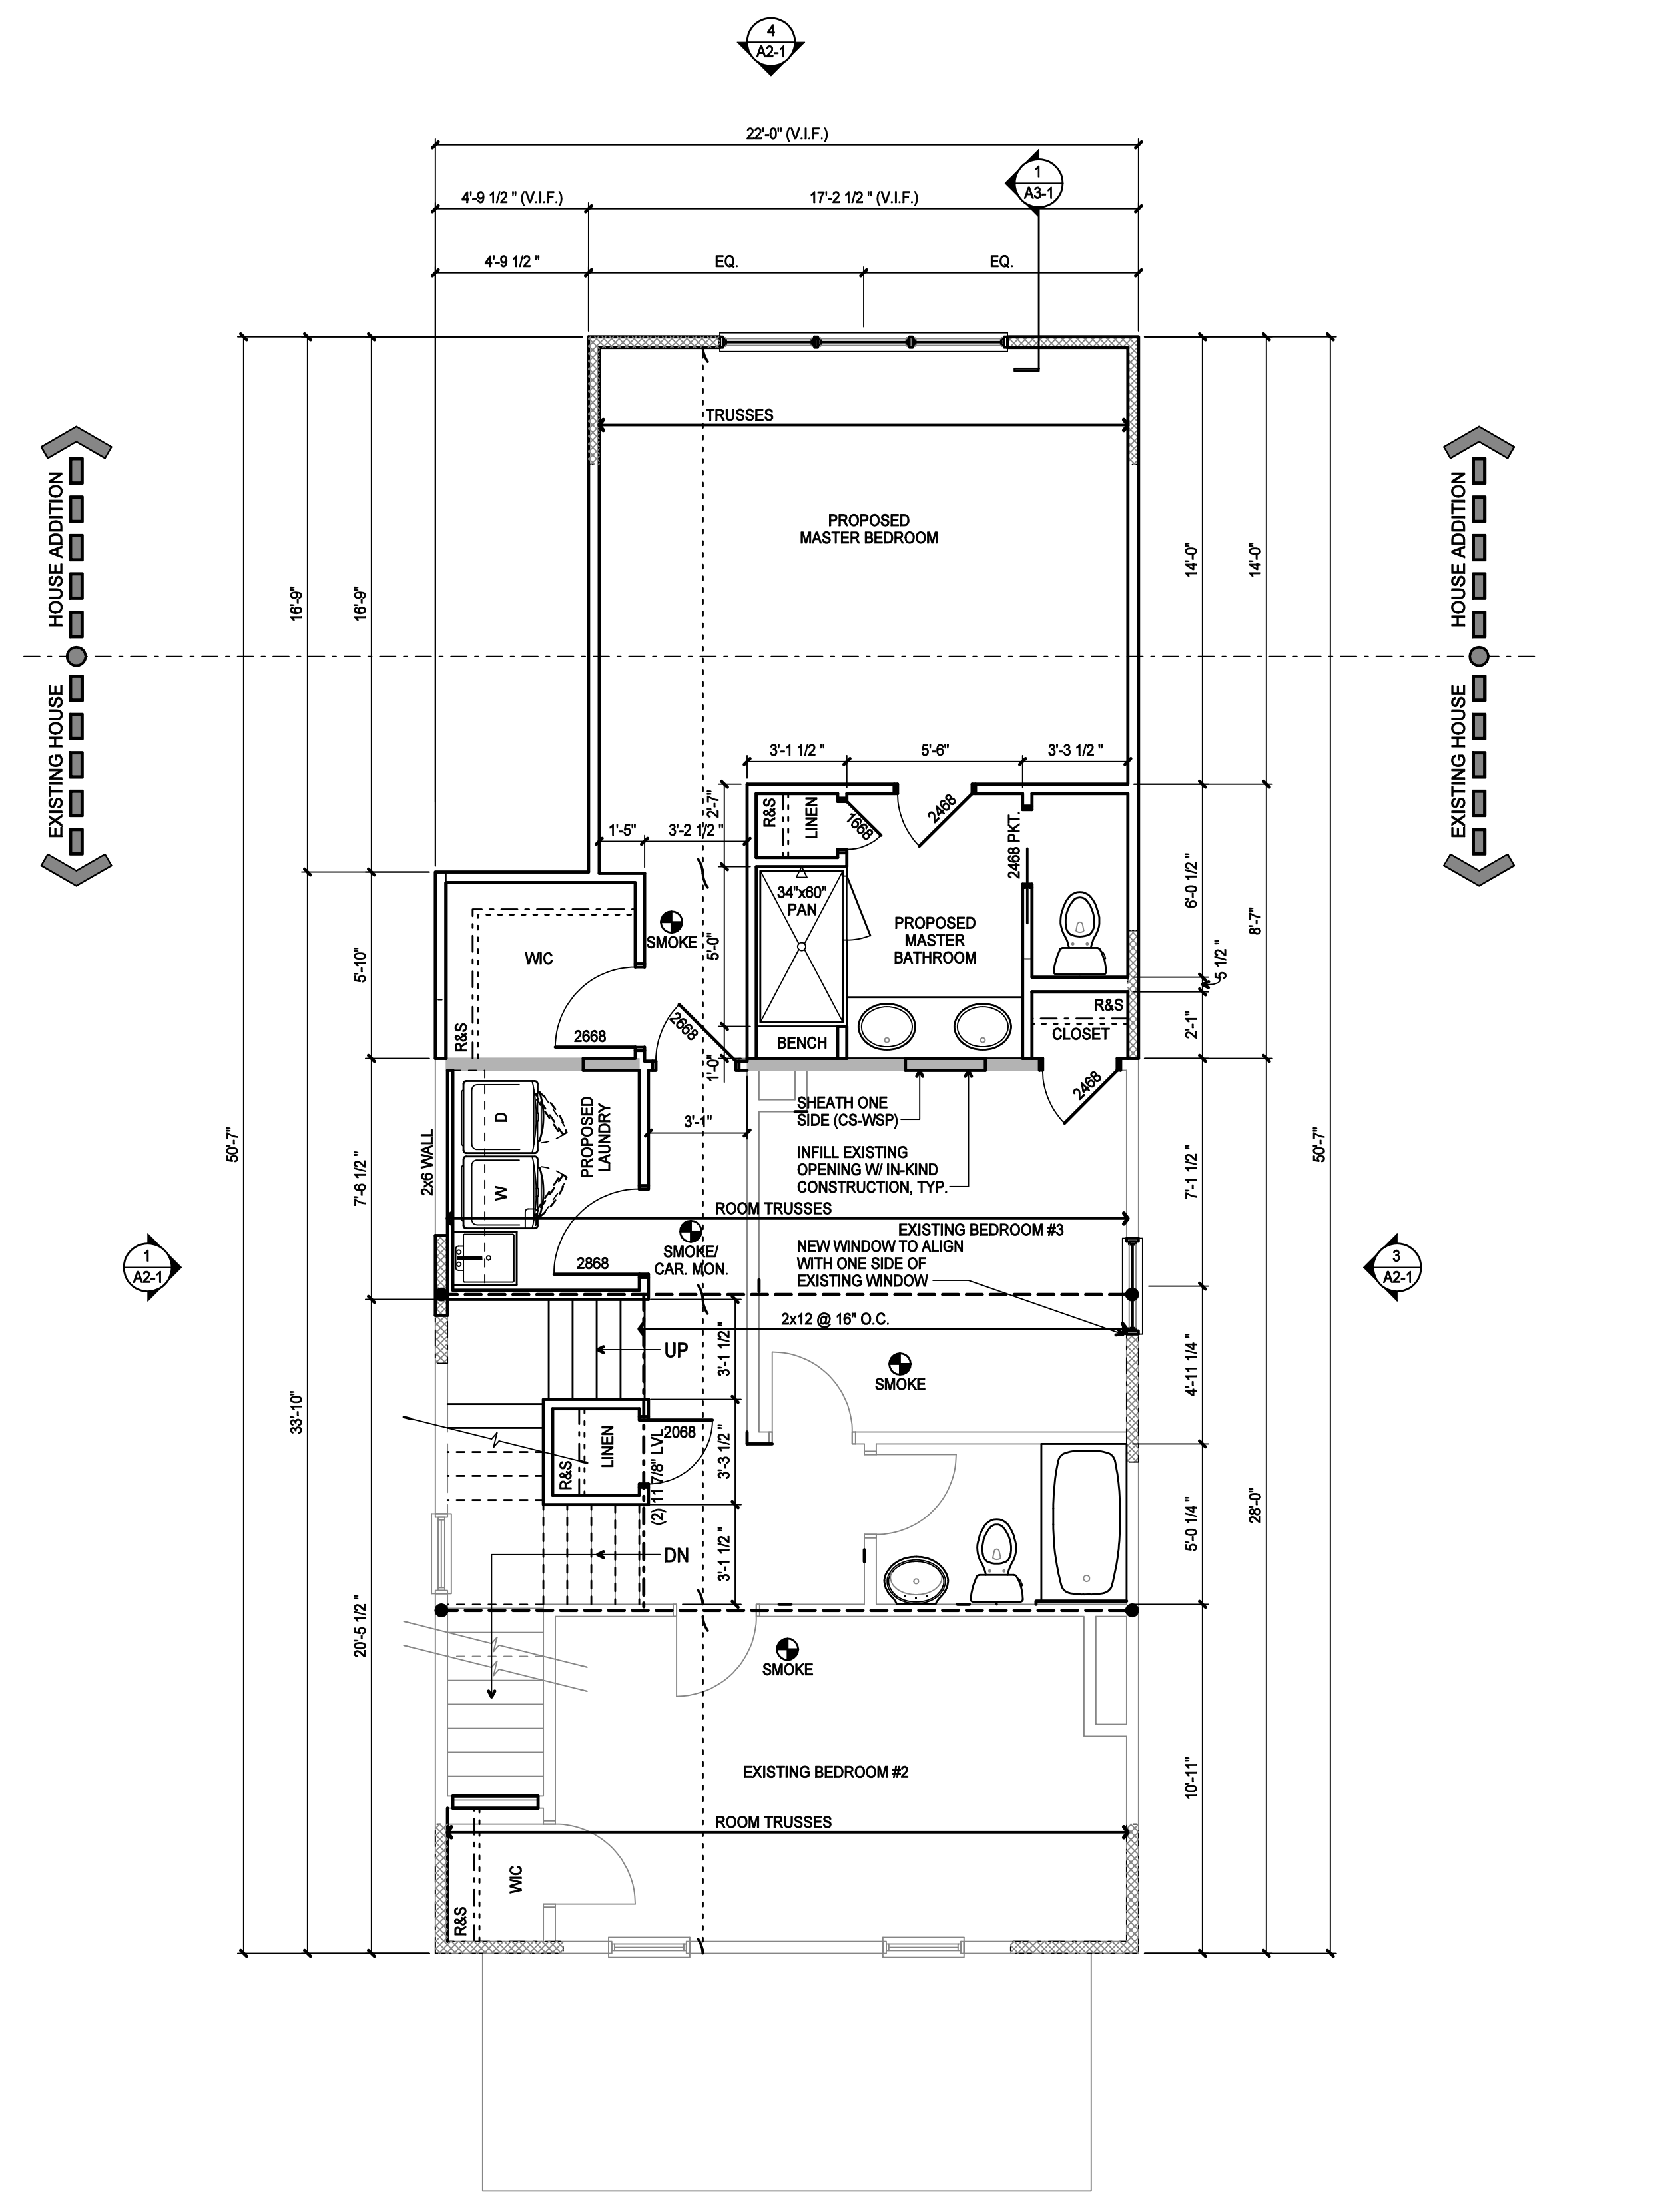 4
A2-1
22'-0" (V.I.F.)
1
A3-1
4'-9 1/2 " (V.I.F.)
17'-2 1/2 " (V.I.F.)
4'-9 1/2 "
EQ.
EQ.
TRUSSES
HOUSE ADDITION
EXISTING HOUSE
HOUSE ADDITION
EXISTING HOUSE
PROPOSED
MASTER BEDROOM
16'-9"
16'-9"
14'-0"
14'-0"
3'-1 1/2 "
5'-6"
3'-3 1/2 "
2'-7"
R&S
LINEN
1668
2468
2468 PKT.
1'-5"
3'-2 1/2 "
34"x60"
PAN
6'-0 1/2 "
8'-7"
SMOKE
5'-0"
PROPOSED
MASTER
BATHROOM
WIC
5'-10"
5 1/2 "
R&S
CLOSET
2'-1"
R&S
2668
2668
BENCH
1'-0"
2468
50'-7"
50'-7"
2x6 WALL
7'-6 1/2 "
D
W
PROPOSED
LAUNDRY
3'-1"
SHEATH ONE
SIDE (CS-WSP)
INFILL EXISTING
OPENING W/ IN-KIND
CONSTRUCTION, TYP.
7'-1 1/2 "
ROOM TRUSSES
EXISTING BEDROOM #3
NEW WINDOW TO ALIGN
WITH ONE SIDE OF
EXISTING WINDOW
SMOKE/
CAR. MON.
2868
1
A2-1
3
A2-1
2x12 @ 16" O.C.
UP
3'-1 1/2 "
4'-11 1/4 "
SMOKE
33'-10"
LINEN
R&S
2068
(2) 11 7/8" LVL
3'-3 1/2 "
28'-0"
DN
3'-1 1/2 "
5'-0 1/4 "
20'-5 1/2 "
SMOKE
EXISTING BEDROOM #2
10'-11"
ROOM TRUSSES
WIC
R&S